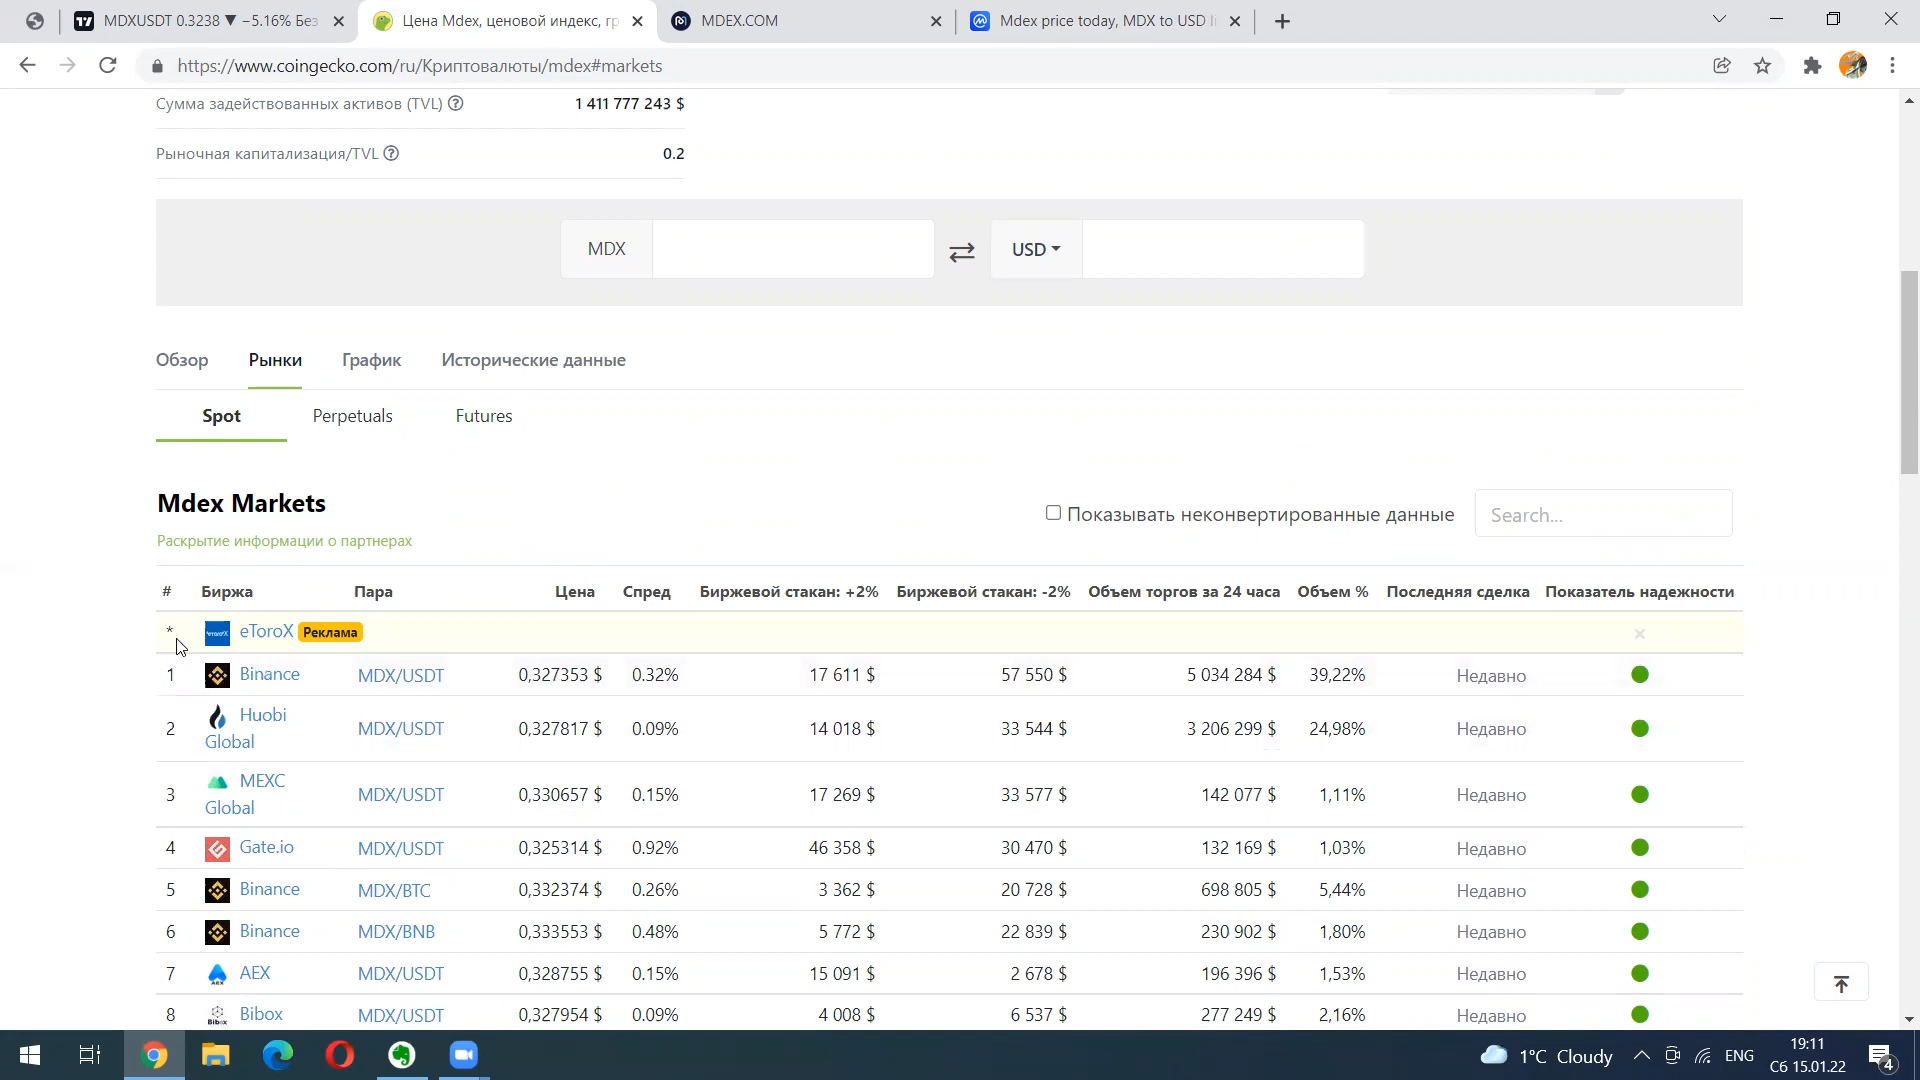 MDXUSDT 0.3238 ▼ −5.16% Без
Цена Mdex, ценовой индекс, гр
MDEX.COM
Mdex price today, MDX to USD li
https://www.coingecko.com/ru/Криптовалюты/mdex#markets
Сумма задействованных активов (TVL) ? 1 411 777 243 $
Рыночная капитализация/TVL ? 0.2
MDX USD
Обзор Рынки График Исторические данные
Spot Perpetuals Futures
Mdex Markets
Показывать неконвертированные данные Search...
Раскрытие информации о партнерах
# Биржа Пара Цена Спред Биржевой стакан: +2% Биржевой стакан: -2% Объем торгов за 24 часа Объем % Последняя сделка Показатель надежности
* eToroX Реклама ×
1 Binance MDX/USDT 0,327353 $ 0.32% 17 611 $ 57 550 $ 5 034 284 $ 39,22% Недавно
2 Huobi Global MDX/USDT 0,327817 $ 0.09% 14 018 $ 33 544 $ 3 206 299 $ 24,98% Недавно
3 MEXC Global MDX/USDT 0,330657 $ 0.15% 17 269 $ 33 577 $ 142 077 $ 1,11% Недавно
4 Gate.io MDX/USDT 0,325314 $ 0.92% 46 358 $ 30 470 $ 132 169 $ 1,03% Недавно
5 Binance MDX/BTC 0,332374 $ 0.26% 3 362 $ 20 728 $ 698 805 $ 5,44% Недавно
6 Binance MDX/BNB 0,333553 $ 0.48% 5 772 $ 22 839 $ 230 902 $ 1,80% Недавно
7 AEX MDX/USDT 0,328755 $ 0.15% 15 091 $ 2 678 $ 196 396 $ 1,53% Недавно
8 Bibox MDX/USDT 0,327954 $ 0.09% 4 008 $ 6 537 $ 277 249 $ 2,16% Недавно
1°C Cloudy ENG 19:11
Сб 15.01.22 4